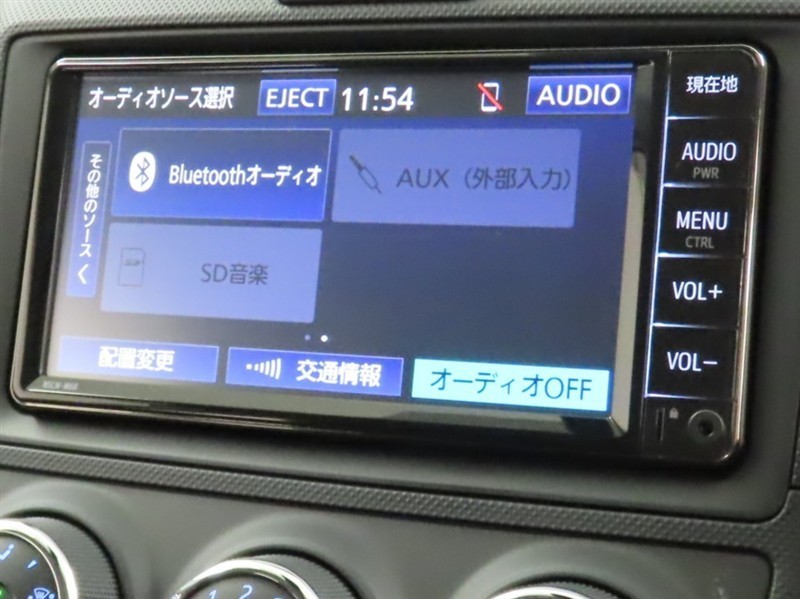 オーディオソース選択
EJECT
11:54
AUDIO
現在地
その他のソース く
Bluetoothオーディオ
AUX（外部入力）
AUDIO
PWR
MENU
CTRL
SD音楽
VOL+
VOL−
配置変更
交通情報
オーディオOFF